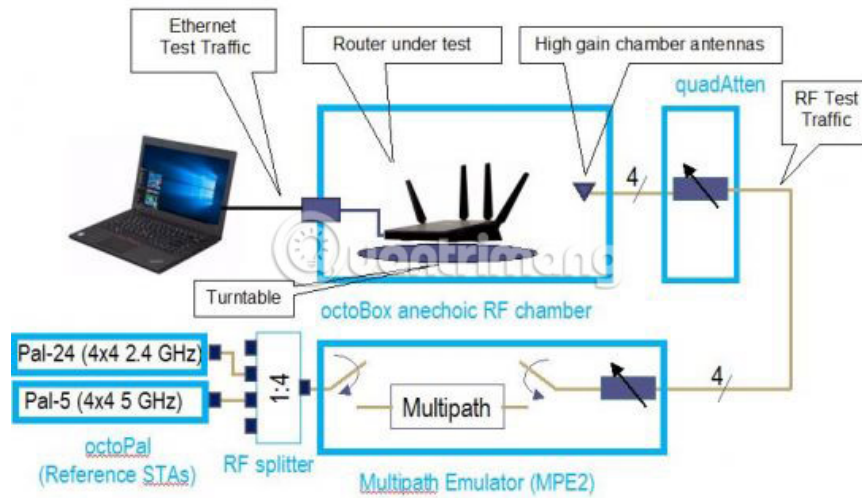 Ethernet
Test Traffic
Router under test
High gain chamber antennas
quadAtten
RF Test
Traffic
4
Quantrimang
Turntable
octoBox anechoic RF chamber
Pal-24 (4x4 2.4 GHz)
Pal-5 (4x4 5 GHz)
1:4
Multipath
4
octoPal
(Reference STAs)
RF splitter
Multipath Emulator (MPE2)